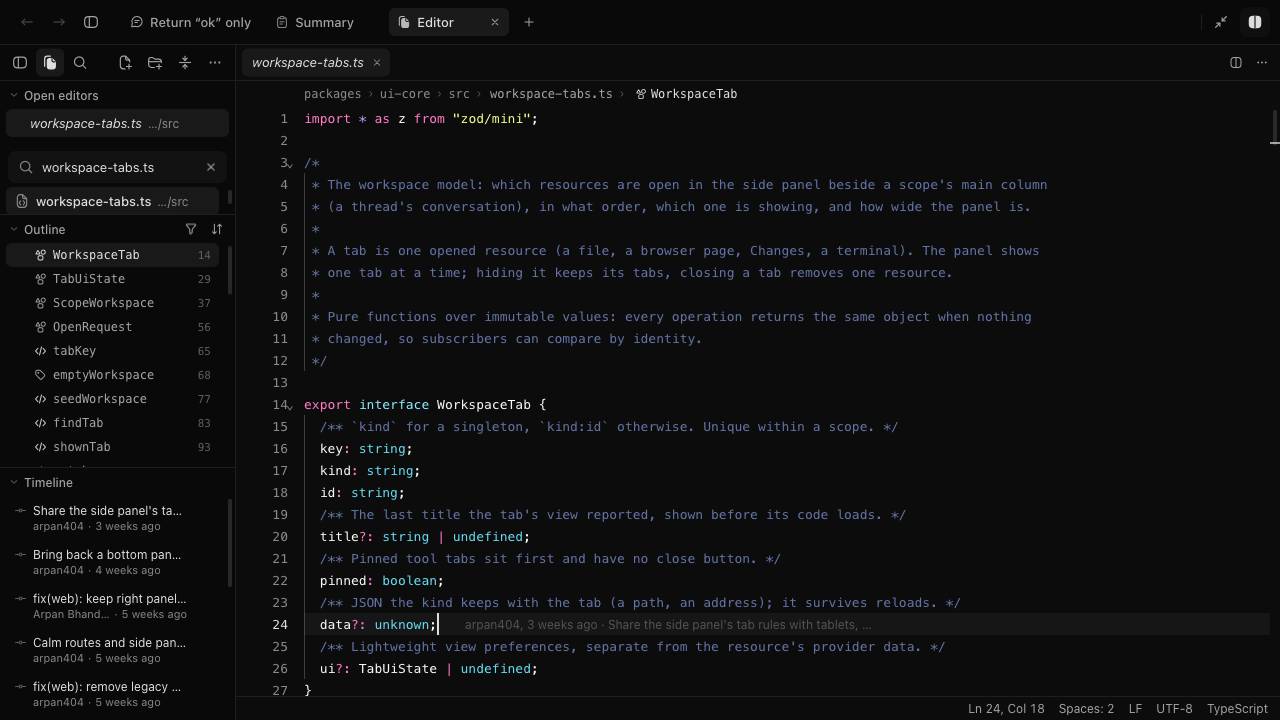 Return “ok” only
Summary
Editor
workspace-tabs.ts
Open editors
workspace-tabs.ts …/src
workspace-tabs.ts
workspace-tabs.ts …/src
Outline
WorkspaceTab 14
TabUiState 29
ScopeWorkspace 37
OpenRequest 56
tabKey 65
emptyWorkspace 68
seedWorkspace 77
findTab 83
shownTab 93
Timeline
Share the side panel's ta...
arpan404 · 3 weeks ago
Bring back a bottom pan...
arpan404 · 4 weeks ago
fix(web): keep right panel...
Arpan Bhand... · 5 weeks ago
Calm routes and side pan...
arpan404 · 5 weeks ago
fix(web): remove legacy ...
arpan404 · 5 weeks ago
packages › ui-core › src › workspace-tabs.ts › WorkspaceTab
1 import * as z from "zod/mini";
2
3 /*
4 * The workspace model: which resources are open in the side panel beside a scope's main column
5 * (a thread's conversation), in what order, which one is showing, and how wide the panel is.
6 *
7 * A tab is one opened resource (a file, a browser page, Changes, a terminal). The panel shows
8 * one tab at a time; hiding it keeps its tabs, closing a tab removes one resource.
9 *
10 * Pure functions over immutable values: every operation returns the same object when nothing
11 * changed, so subscribers can compare by identity.
12 */
13
14 export interface WorkspaceTab {
15 /** `kind` for a singleton, `kind:id` otherwise. Unique within a scope. */
16 key: string;
17 kind: string;
18 id: string;
19 /** The last title the tab's view reported, shown before its code loads. */
20 title?: string | undefined;
21 /** Pinned tool tabs sit first and have no close button. */
22 pinned: boolean;
23 /** JSON the kind keeps with the tab (a path, an address); it survives reloads. */
24 data?: unknown; arpan404, 3 weeks ago · Share the side panel's tab rules with tablets, ...
25 /** Lightweight view preferences, separate from the resource's provider data. */
26 ui?: TabUiState | undefined;
27 }
Ln 24, Col 18 Spaces: 2 LF UTF-8 TypeScript